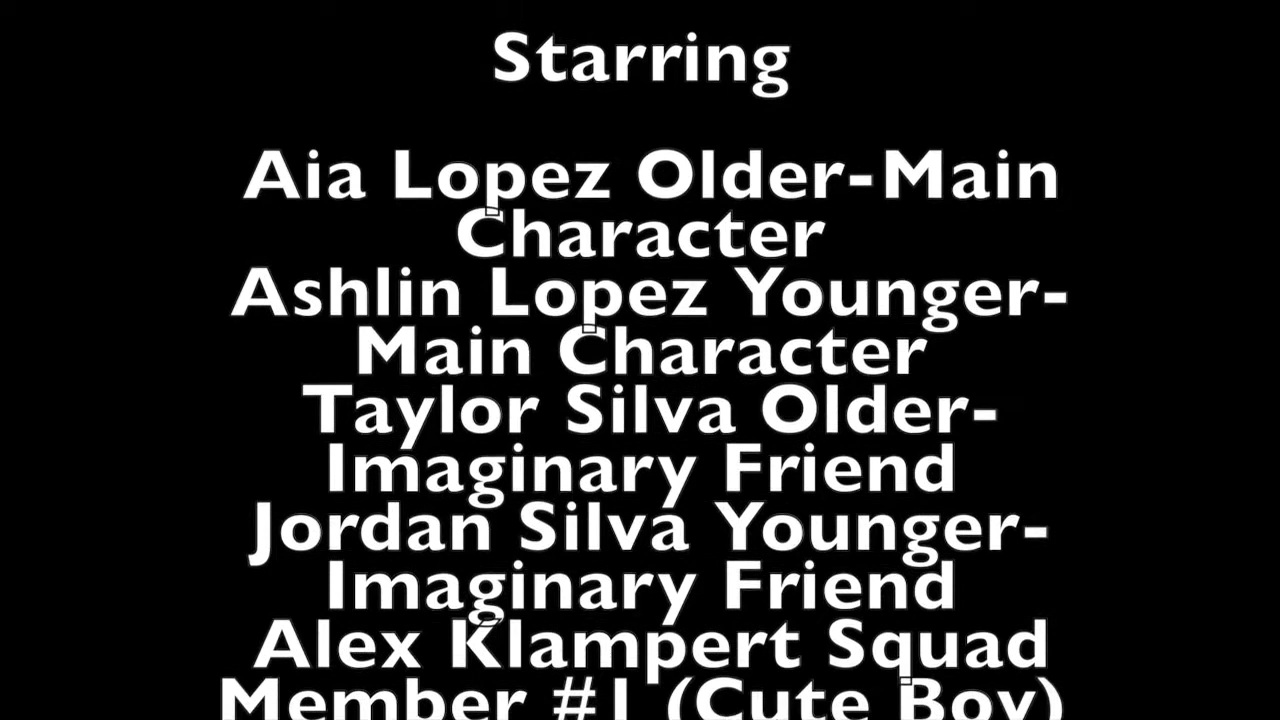 Starring
Aia Lopez Older-Main
Character
Ashlin Lopez Younger-
Main Character
Taylor Silva Older-
Imaginary Friend
Jordan Silva Younger-
Imaginary Friend
Alex Klampert Squad
Member #1 (Cute Boy)